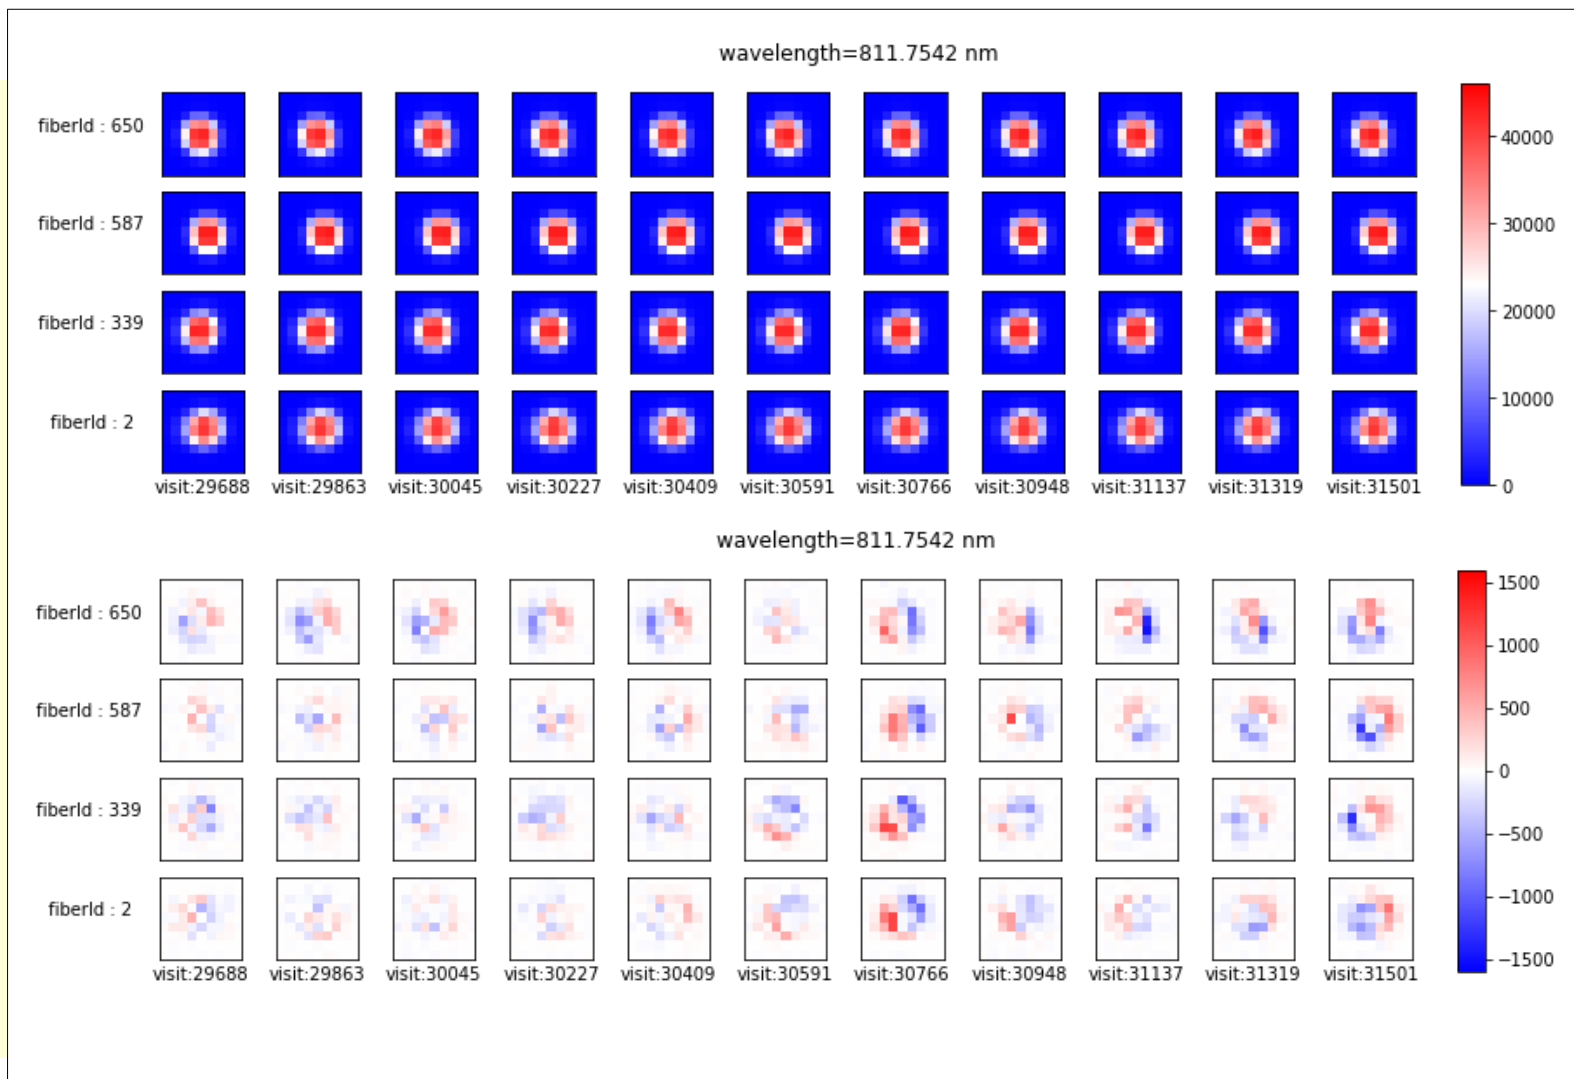 wavelength=811.7542 nm
fiberId : 650
fiberId : 587
fiberId : 339
fiberId : 2
visit:29688 visit:29863 visit:30045 visit:30227 visit:30409 visit:30591 visit:30766 visit:30948 visit:31137 visit:31319 visit:31501
40000
30000
20000
10000
0
wavelength=811.7542 nm
fiberId : 650
fiberId : 587
fiberId : 339
fiberId : 2
visit:29688 visit:29863 visit:30045 visit:30227 visit:30409 visit:30591 visit:30766 visit:30948 visit:31137 visit:31319 visit:31501
1500
1000
500
0
−500
−1000
−1500